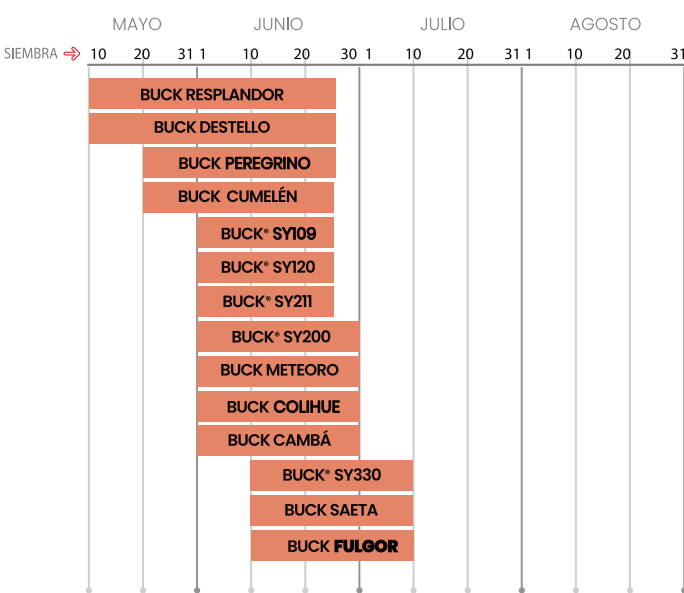 MAYO JUNIO JULIO AGOSTO
SIEMBRA 10 20 31 1 10 20 30 1 10 20 31 1 10 20 31
BUCK RESPLANDOR
BUCK DESTELLO
BUCK PEREGRINO
BUCK CUMELÉN
BUCK® SY109
BUCK® SY120
BUCK® SY211
BUCK® SY200
BUCK METEORO
BUCK COLIHUE
BUCK CAMBÁ
BUCK® SY330
BUCK SAETA
BUCK FULGOR